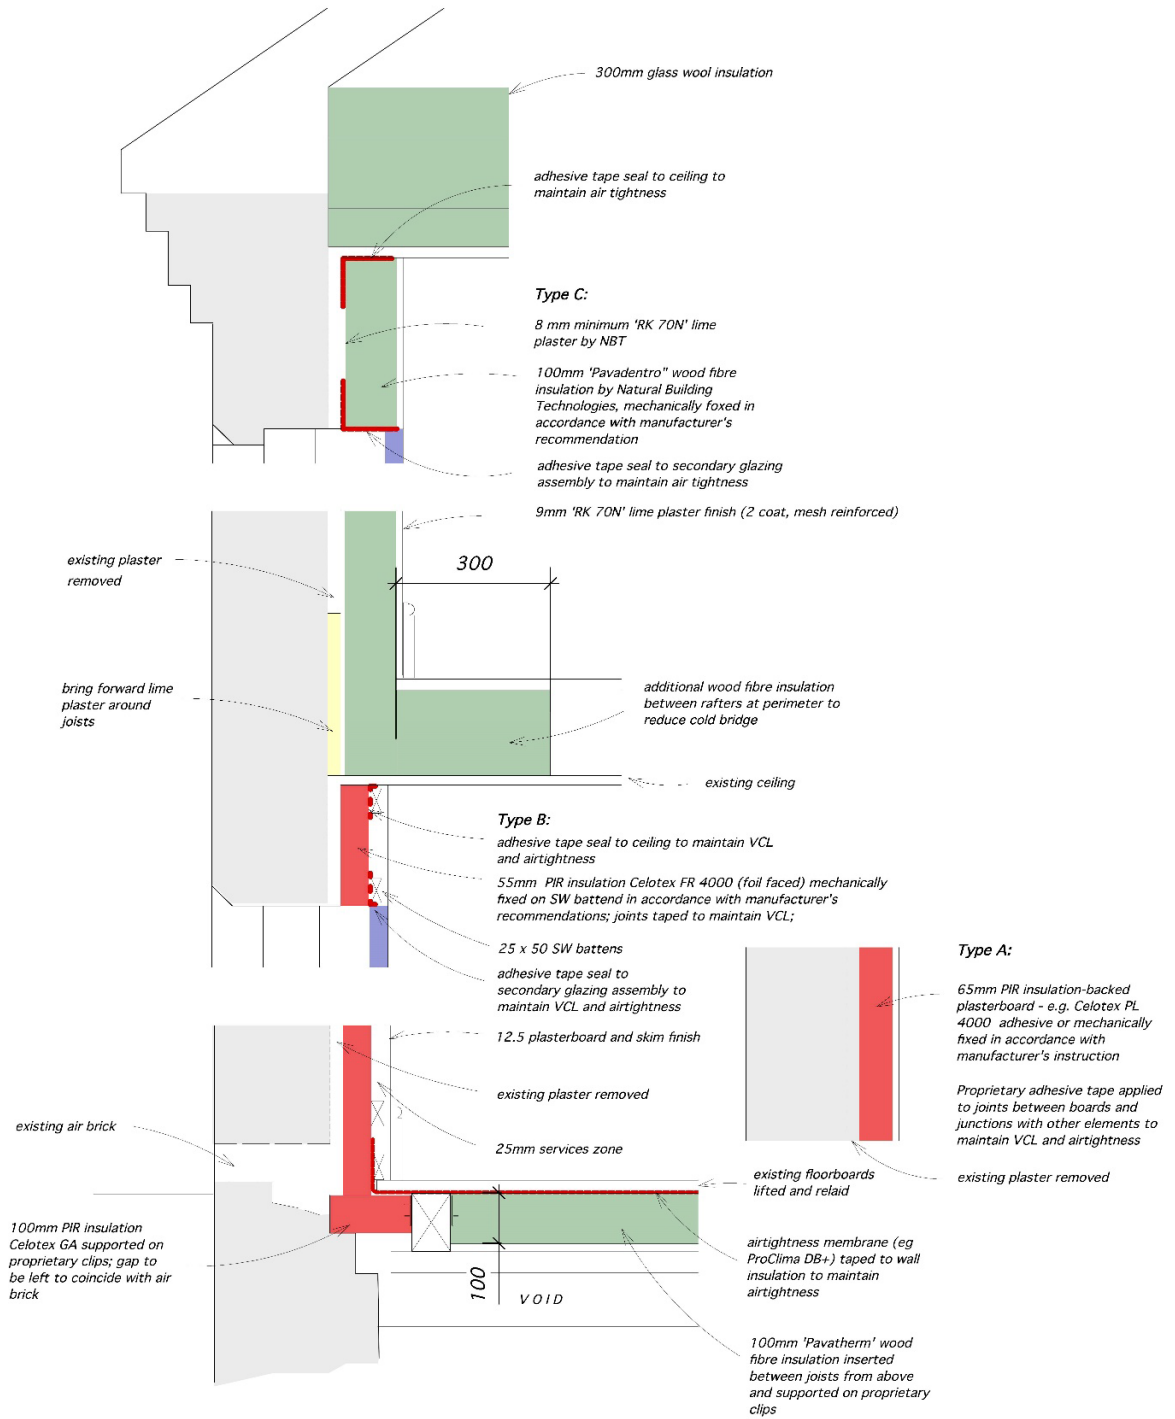 300mm glass wool insulation
adhesive tape seal to ceiling to
maintain air tightness
Type C:
8 mm minimum 'RK 70N' lime
plaster by NBT
100mm 'Pavadentro" wood fibre
insulation by Natural Building
Technologies, mechanically foxed in
accordance with manufacturer's
recommendation
adhesive tape seal to secondary glazing
assembly to maintain air tightness
9mm 'RK 70N' lime plaster finish (2 coat, mesh reinforced)
existing plaster
removed
300
bring forward lime
plaster around
joists
additional wood fibre insulation
between rafters at perimeter to
reduce cold bridge
existing ceiling
Type B:
adhesive tape seal to ceiling to maintain VCL
and airtightness
55mm PIR insulation Celotex FR 4000 (foil faced) mechanically
fixed on SW battend in accordance with manufacturer's
recommendations; joints taped to maintain VCL;
25 x 50 SW battens
adhesive tape seal to
secondary glazing assembly to
maintain VCL and airtightness
12.5 plasterboard and skim finish
existing plaster removed
25mm services zone
Type A:
65mm PIR insulation-backed
plasterboard - e.g. Celotex PL
4000 adhesive or mechanically
fixed in accordance with
manufacturer's instruction
Proprietary adhesive tape applied
to joints between boards and
junctions with other elements to
maintain VCL and airtightness
existing plaster removed
existing air brick
existing floorboards
lifted and relaid
100mm PIR insulation
Celotex GA supported on
proprietary clips; gap to
be left to coincide with air
brick
airtightness membrane (eg
ProClima DB+) taped to wall
insulation to maintain
airtightness
100
VOID
100mm 'Pavatherm' wood
fibre insulation inserted
between joists from above
and supported on proprietary
clips